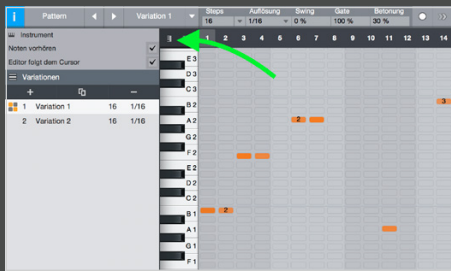 i Pattern Variation 1 Steps Auflösung Swing Gate Betonung
16 1/16 0 % 100 % 30 %
Instrument
Noten vorhören
Editor folgt dem Cursor
Variationen
1 Variation 1 16 1/16
2 Variation 2 16 1/16
1 2 3 4 5 6 7 8 9 10 11 12 13 14
E 3
D 3
C 3
B 2
3
A 2
2
G 2
F 2
E 2
D 2
C 2
B 1
2
A 1
G 1
F 1